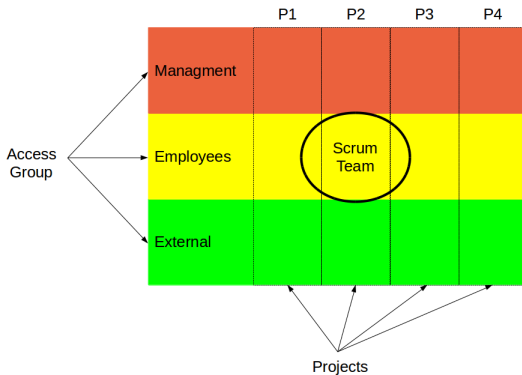 P1 P2 P3 P4
Managment
Access
Group
Employees
Scrum
Team
External
Projects